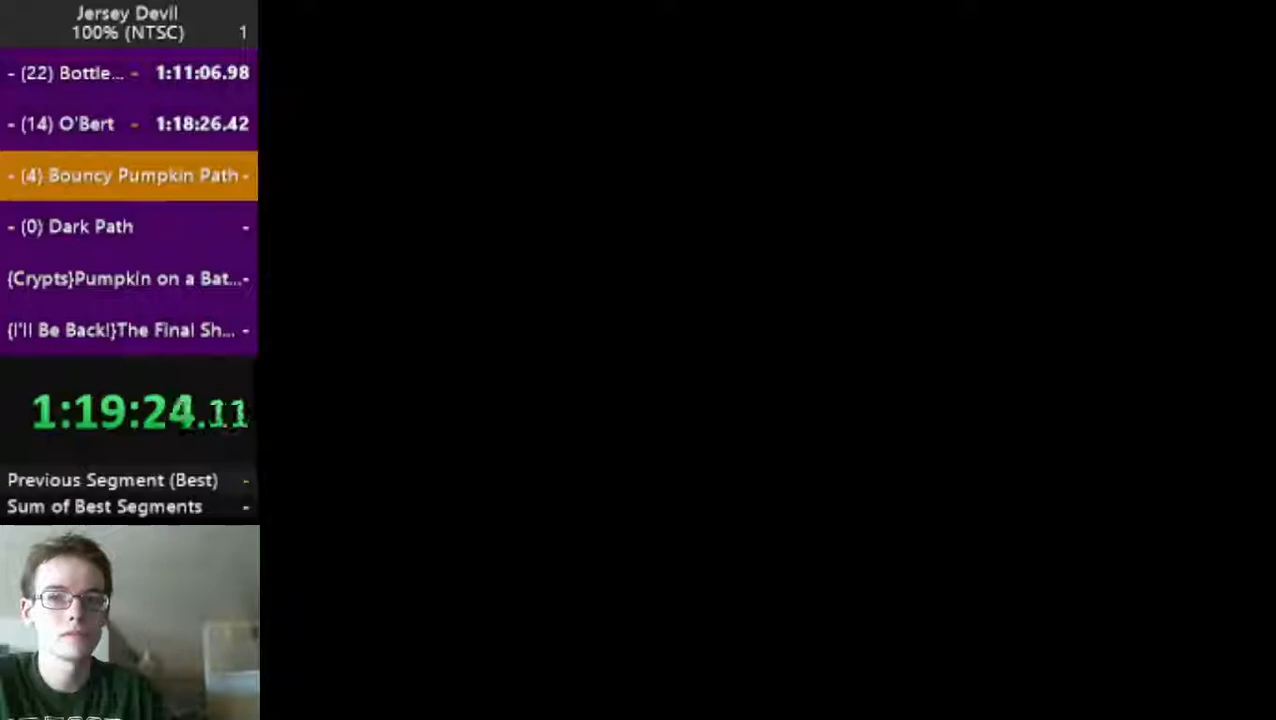 Jersey Devil
100% (NTSC) 1
- (22) Bottle... - 1:11:06.98
- (14) O'Bert - 1:18:26.42
- (4) Bouncy Pumpkin Path -
- (0) Dark Path -
{Crypts}Pumpkin on a Bat... -
{I'll Be Back!}The Final Sh... -
1:19:24.11
Previous Segment (Best) -
Sum of Best Segments -